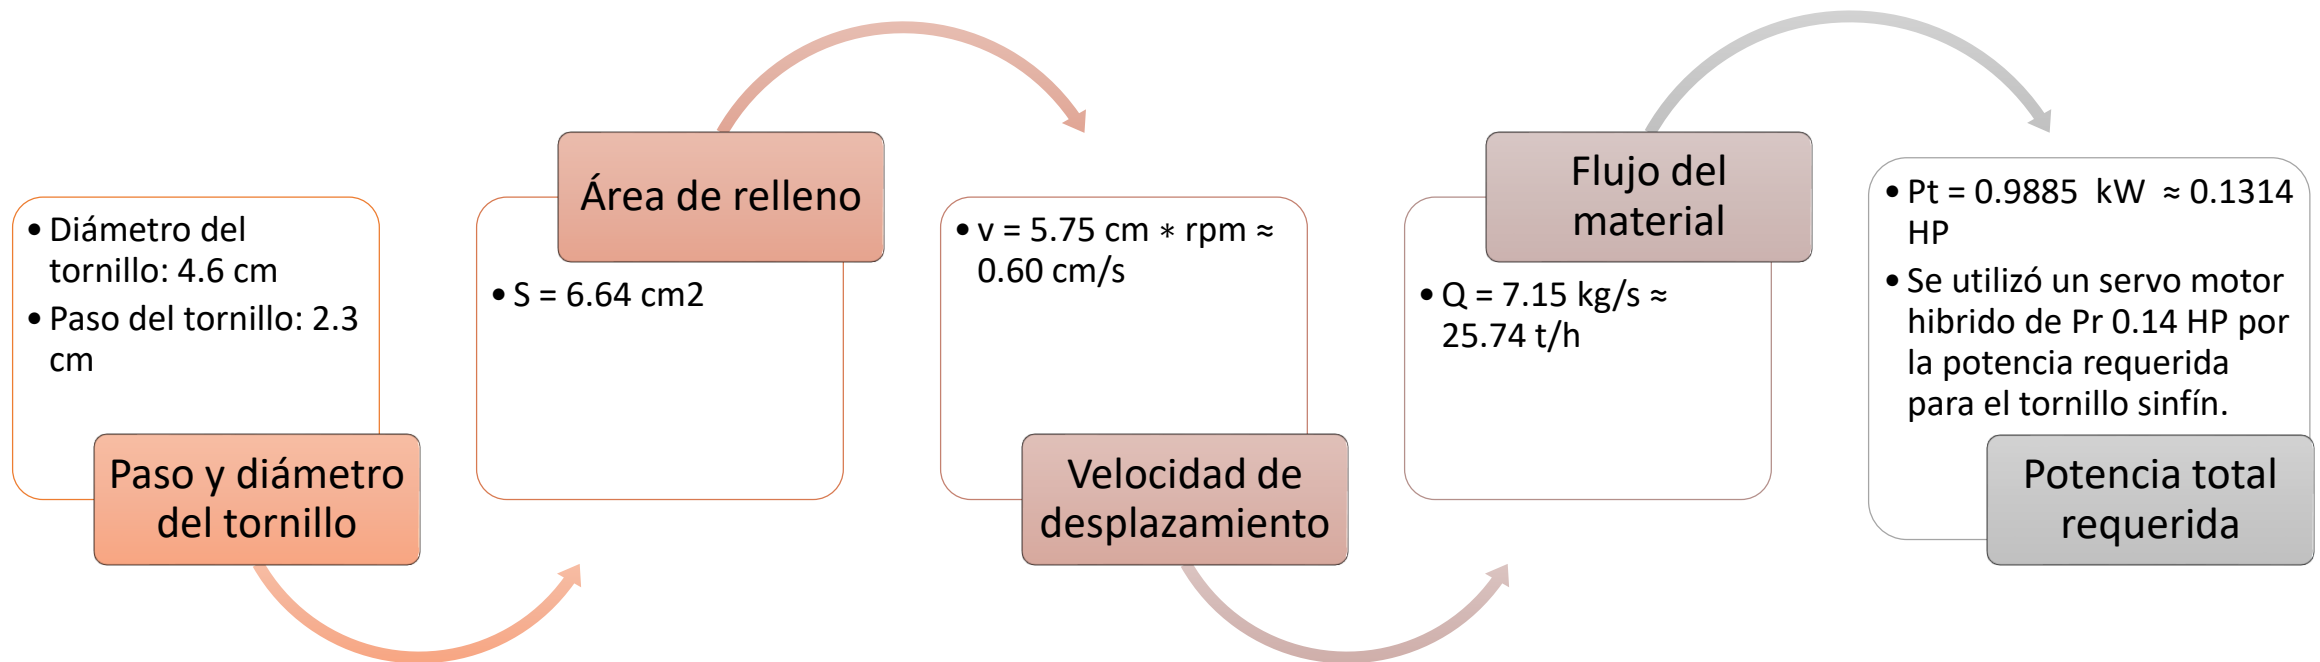 • Diámetro del
tornillo: 4.6 cm
• Paso del tornillo: 2.3
cm
Paso y diámetro
del tornillo
Área de relleno
• S = 6.64 cm2
• v = 5.75 cm * rpm ≈
0.60 cm/s
Velocidad de
desplazamiento
Flujo del
material
• Q = 7.15 kg/s ≈
25.74 t/h
• Pt = 0.9885 kW ≈ 0.1314
HP
• Se utilizó un servo motor
hibrido de Pr 0.14 HP por
la potencia requerida
para el tornillo sinfín.
Potencia total
requerida